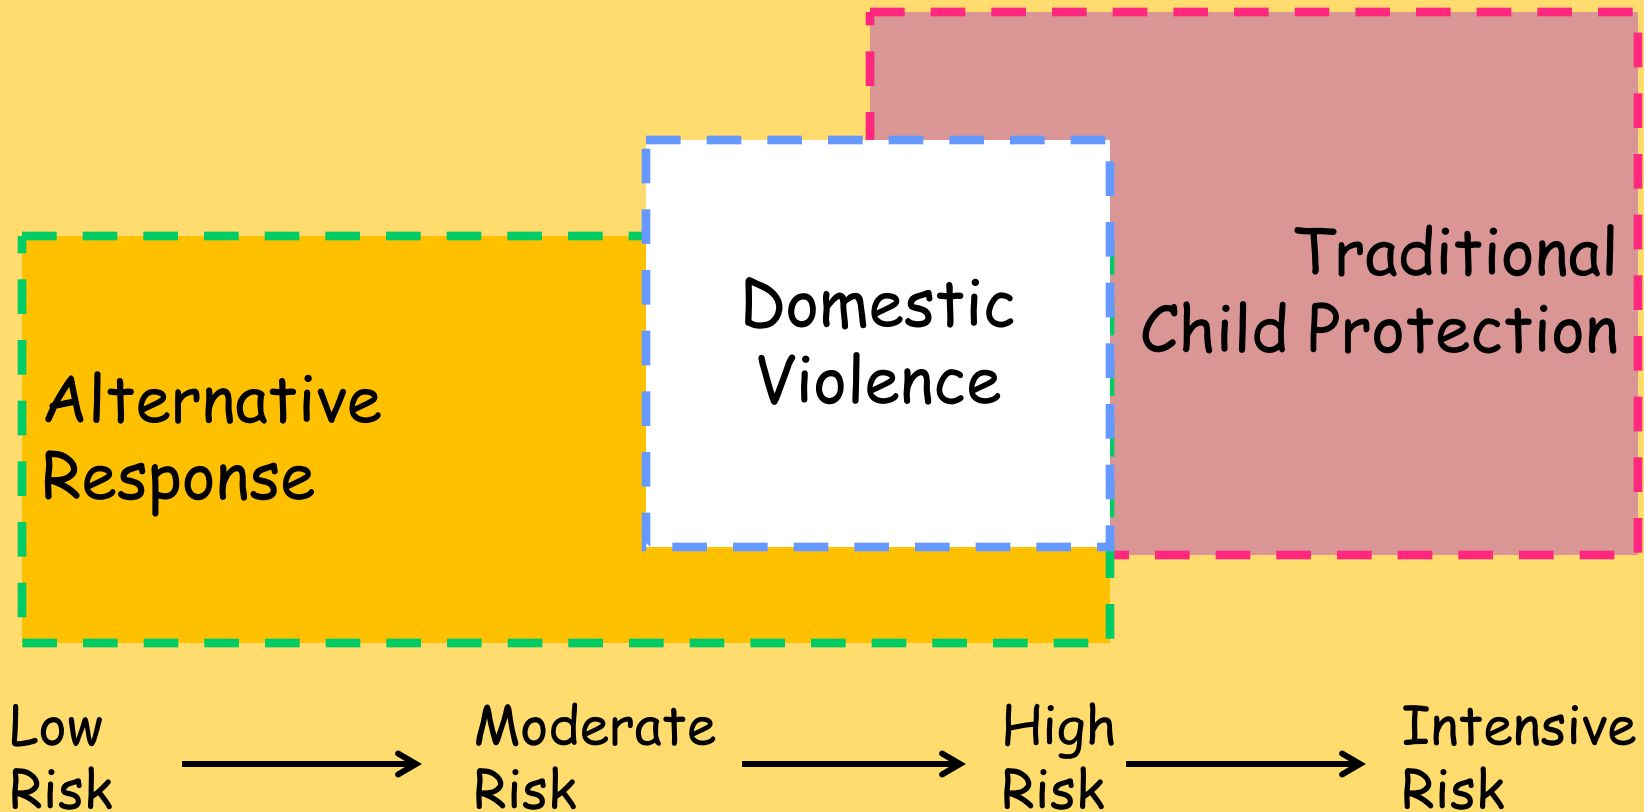 Traditional
Child Protection
Domestic
Violence
Alternative
Response
Low
Risk
Moderate
Risk
High
Risk
Intensive
Risk